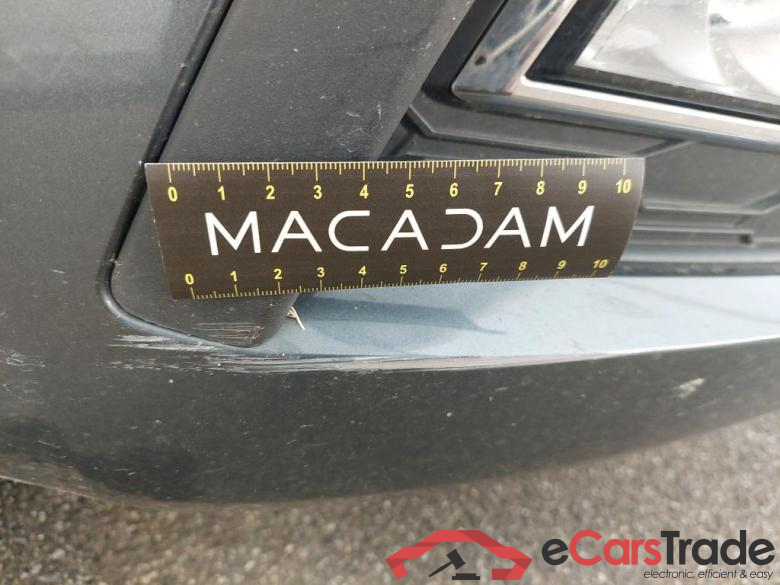 0 1 2 3 4 5 6 7 8 9 10
MACADAM
0 1 2 3 4 5 6 7 8 9 10
eCarsTrade
electronic, efficient & easy